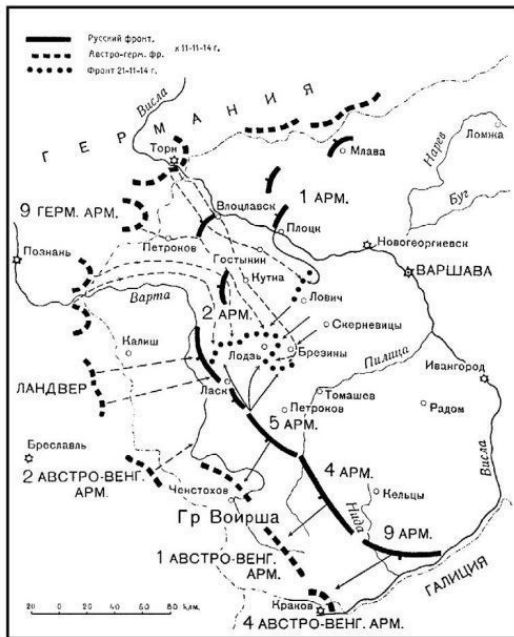 Русский фронт.
Австро-герм. фр.
к 11-11-14 г.
Фронт 21-11-14 г.
ГЕРМАНИЯ
Висла
Торн
Млава
Ломжа
Нарев
Буг
9 ГЕРМ. АРМ.
Влоцлавск
1 АРМ.
Плоцк
Новогеоргиевск
Познань
Петроков
Гостынин
ВАРШАВА
Кутна
Варта
Лович
2 АРМ.
Скерневицы
Калиш
Лодзь
Брезины
Пилица
Ивангород
ЛАНДВЕР
Ласк
Томашев
Петроков
Радом
5 АРМ.
Бреславль
4 АРМ.
Висла
2 АВСТРО-ВЕНГ.
АРМ.
Ченстохов
Кельцы
Нида
Гр Воирша
9 АРМ.
1 АВСТРО-ВЕНГ.
АРМ.
ГАЛИЦИЯ
Краков
20 0 20 40 60 80 км.
4 АВСТРО-ВЕНГ. АРМ.